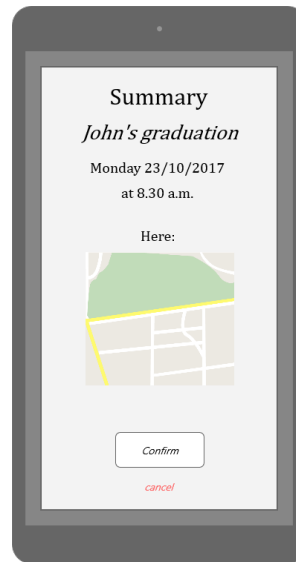 Summary
John's graduation
Monday 23/10/2017
at 8.30 a.m.
Here:
Confirm
cancel